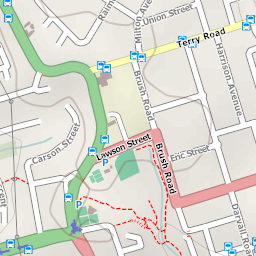 Union Street
Terry Road
Milton Avenue
Harrison Avenue
Brush Road
Carson Street
Lawson Street
Brush Road
Eric Street
Darvall Road
P
P